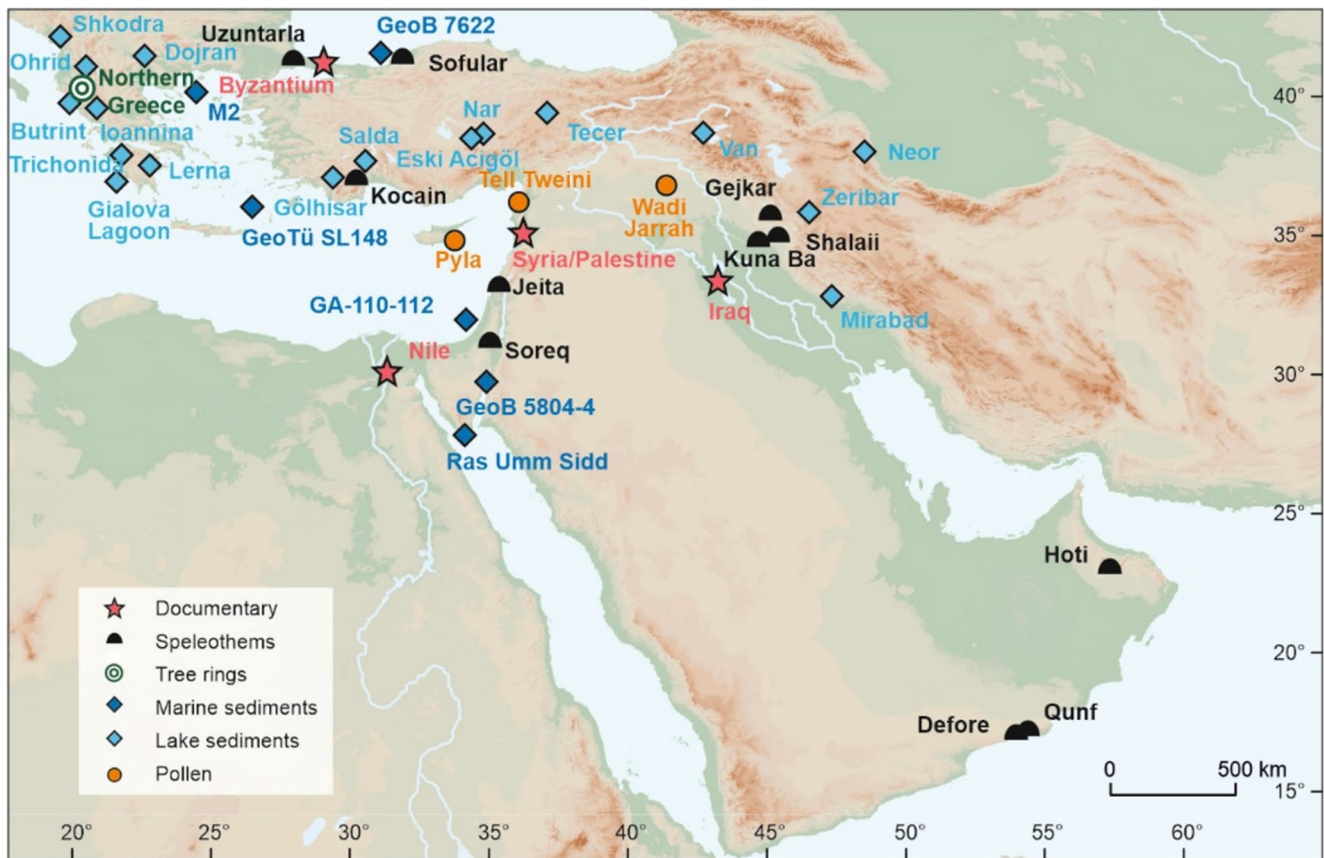 Shkodra
GeoB 7622
Uzuntarla
Dojran
Ohrid
Sofular
Northern
Greece
Byzantium
40°
M2
Butrint
Ioannina
Nar
Salda
Tecer
Van
Neor
Trichonida
Lerna
Eski Acıgöl
Tell Tweini
Kocain
Gejkar
Zeribar
Gialova
Lagoon
Gölhisar
Wadi
Jarrah
GeoTü SL148
35°
Shalaii
Pyla
Syria/Palestine
Kuna Ba
Jeita
GA-110-112
Iraq
Mirabad
Nile
Soreq
30°
GeoB 5804-4
Ras Umm Sidd
25°
Hoti
Documentary
Speleothems
Tree rings
Marine sediments
Lake sediments
Pollen
20°
Defore
Qunf
0 500 km
15°
20° 25° 30° 35° 40° 45° 50° 55° 60°